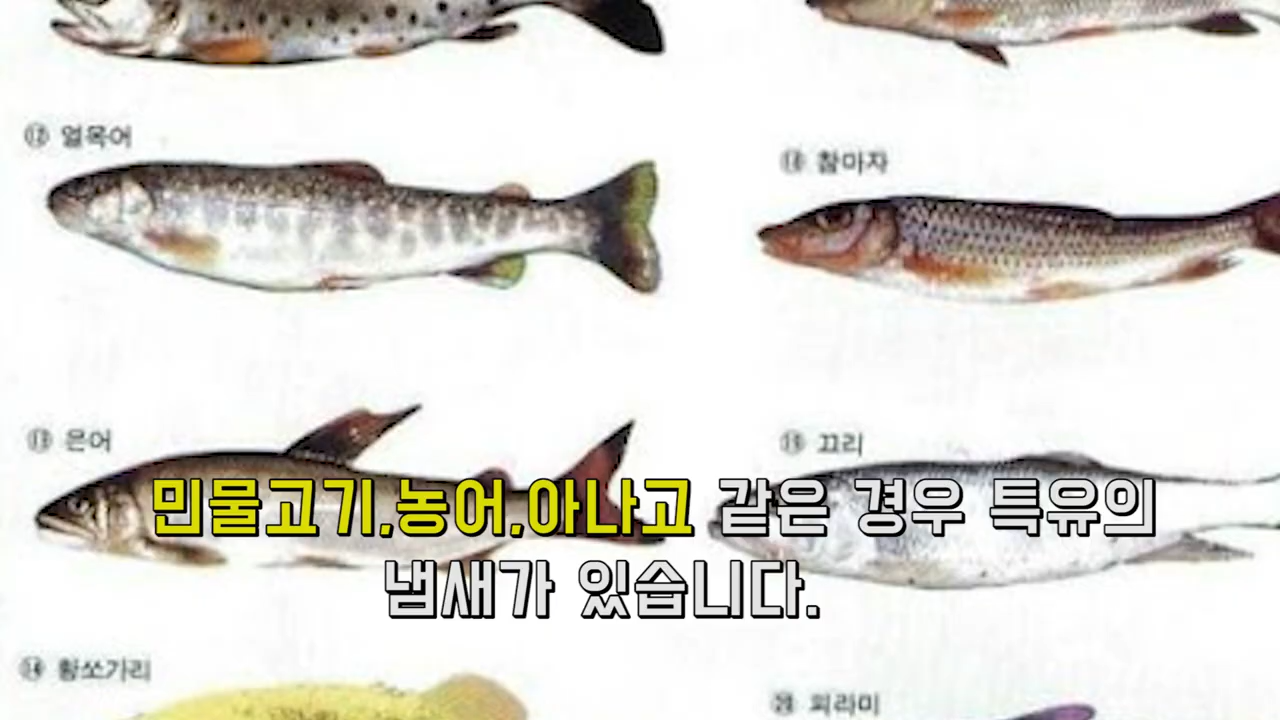 ⑫ 열목어
⑱ 참마자
⑬ 은어
⑲ 끄리
민물고기,농어,아나고 같은 경우 특유의
냄새가 있습니다.
⑭ 황쏘가리
⑳ 피라미